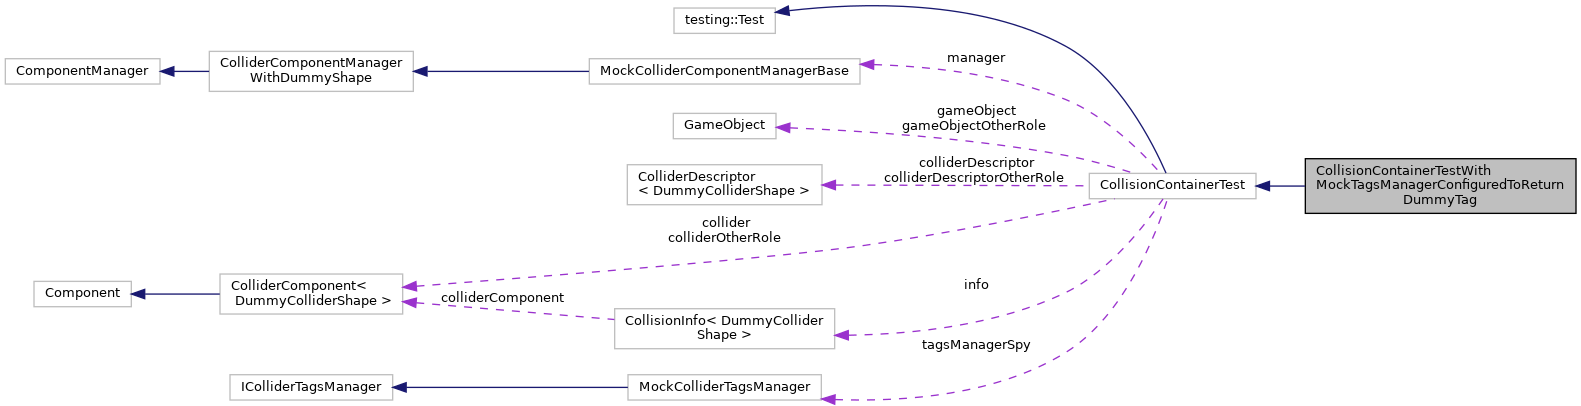 testing::Test
manager
ComponentManager
ColliderComponentManager
WithDummyShape
MockColliderComponentManagerBase
gameObject
gameObjectOtherRole
GameObject
colliderDescriptor
colliderDescriptorOtherRole
ColliderDescriptor
< DummyColliderShape >
CollisionContainerTest
CollisionContainerTestWith
MockTagsManagerConfiguredToReturn
DummyTag
collider
colliderOtherRole
Component
ColliderComponent<
DummyColliderShape >
colliderComponent
info
CollisionInfo< DummyCollider
Shape >
tagsManagerSpy
IColliderTagsManager
MockColliderTagsManager